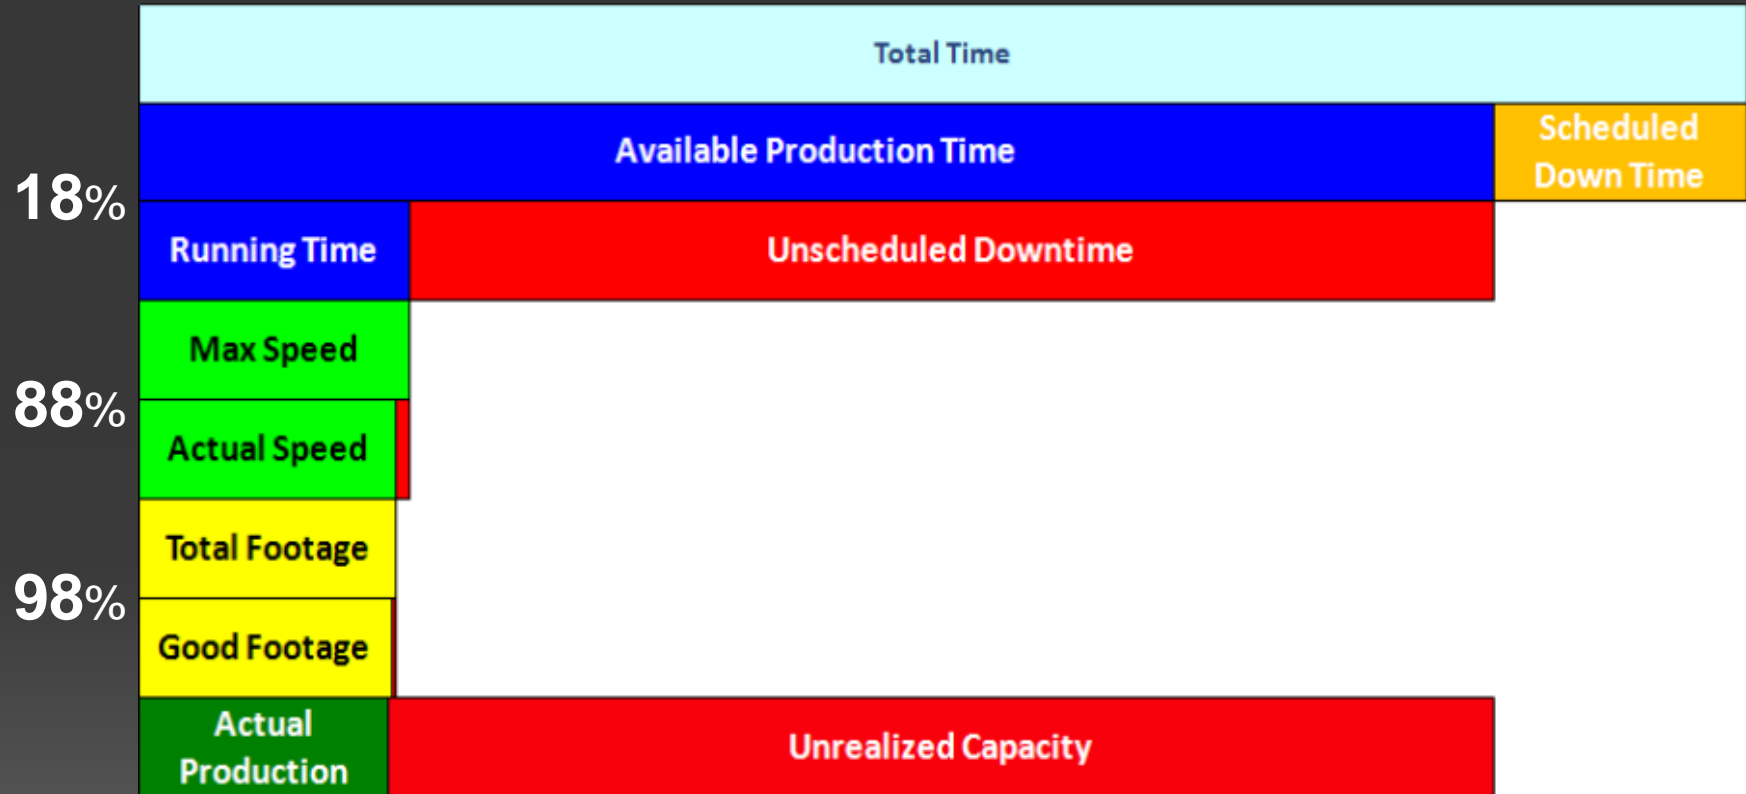 Total Time
Available Production Time
Scheduled
Down Time
18%
Running Time
Unscheduled Downtime
Max Speed
88%
Actual Speed
Total Footage
98%
Good Footage
Actual
Production
Unrealized Capacity